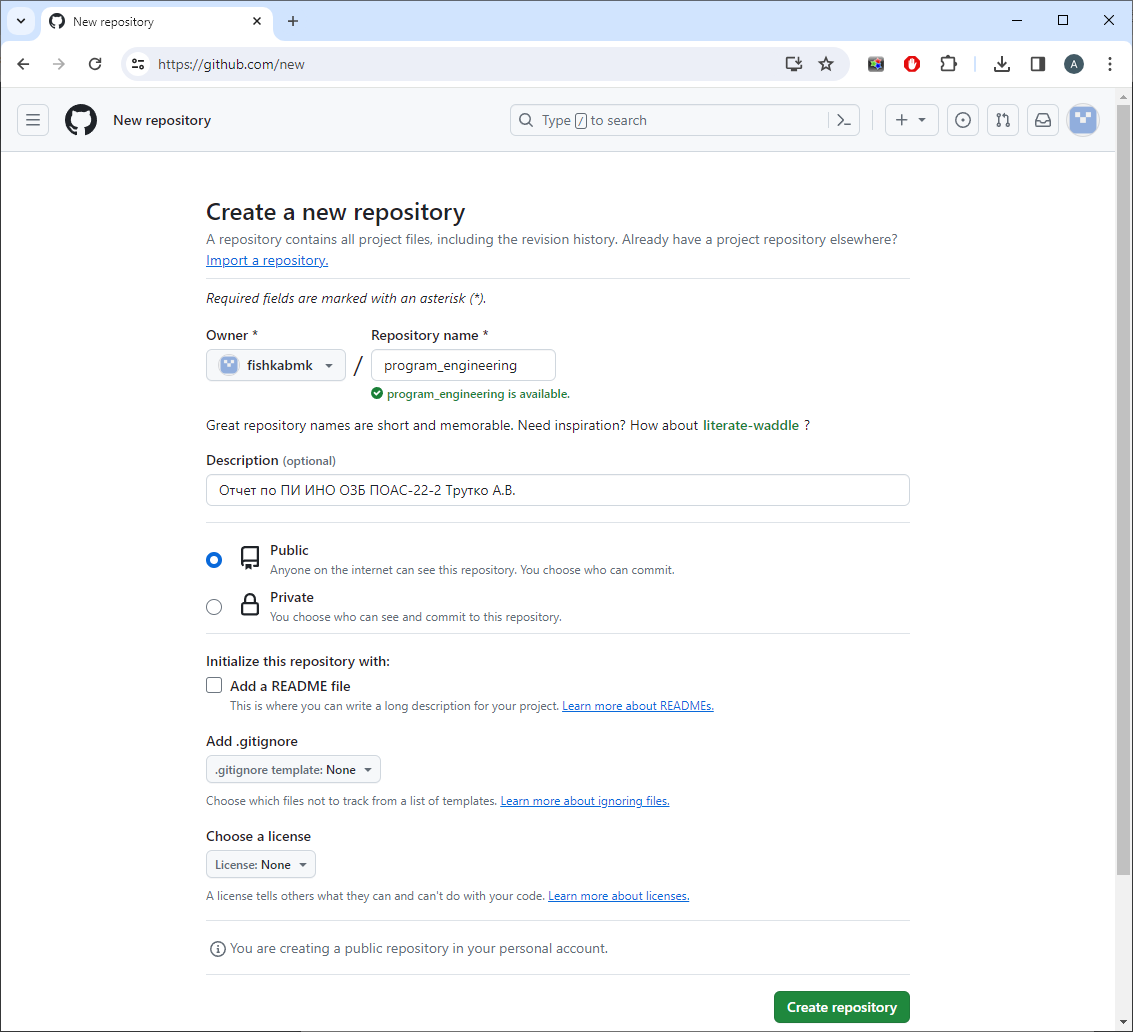 New repository
https://github.com/new
A
New repository
Type / to search
Create a new repository
A repository contains all project files, including the revision history. Already have a project repository elsewhere?
Import a repository.
Required fields are marked with an asterisk (*).
Owner *
Repository name *
fishkabmk
/
program_engineering
program_engineering is available.
Great repository names are short and memorable. Need inspiration? How about literate-waddle ?
Description (optional)
Отчет по ПИ ИНО ОЗБ ПОАС-22-2 Трутко А.В.
Public
Anyone on the internet can see this repository. You choose who can commit.
Private
You choose who can see and commit to this repository.
Initialize this repository with:
Add a README file
This is where you can write a long description for your project. Learn more about READMEs.
Add .gitignore
.gitignore template: None
Choose which files not to track from a list of templates. Learn more about ignoring files.
Choose a license
License: None
A license tells others what they can and can't do with your code. Learn more about licenses.
You are creating a public repository in your personal account.
Create repository